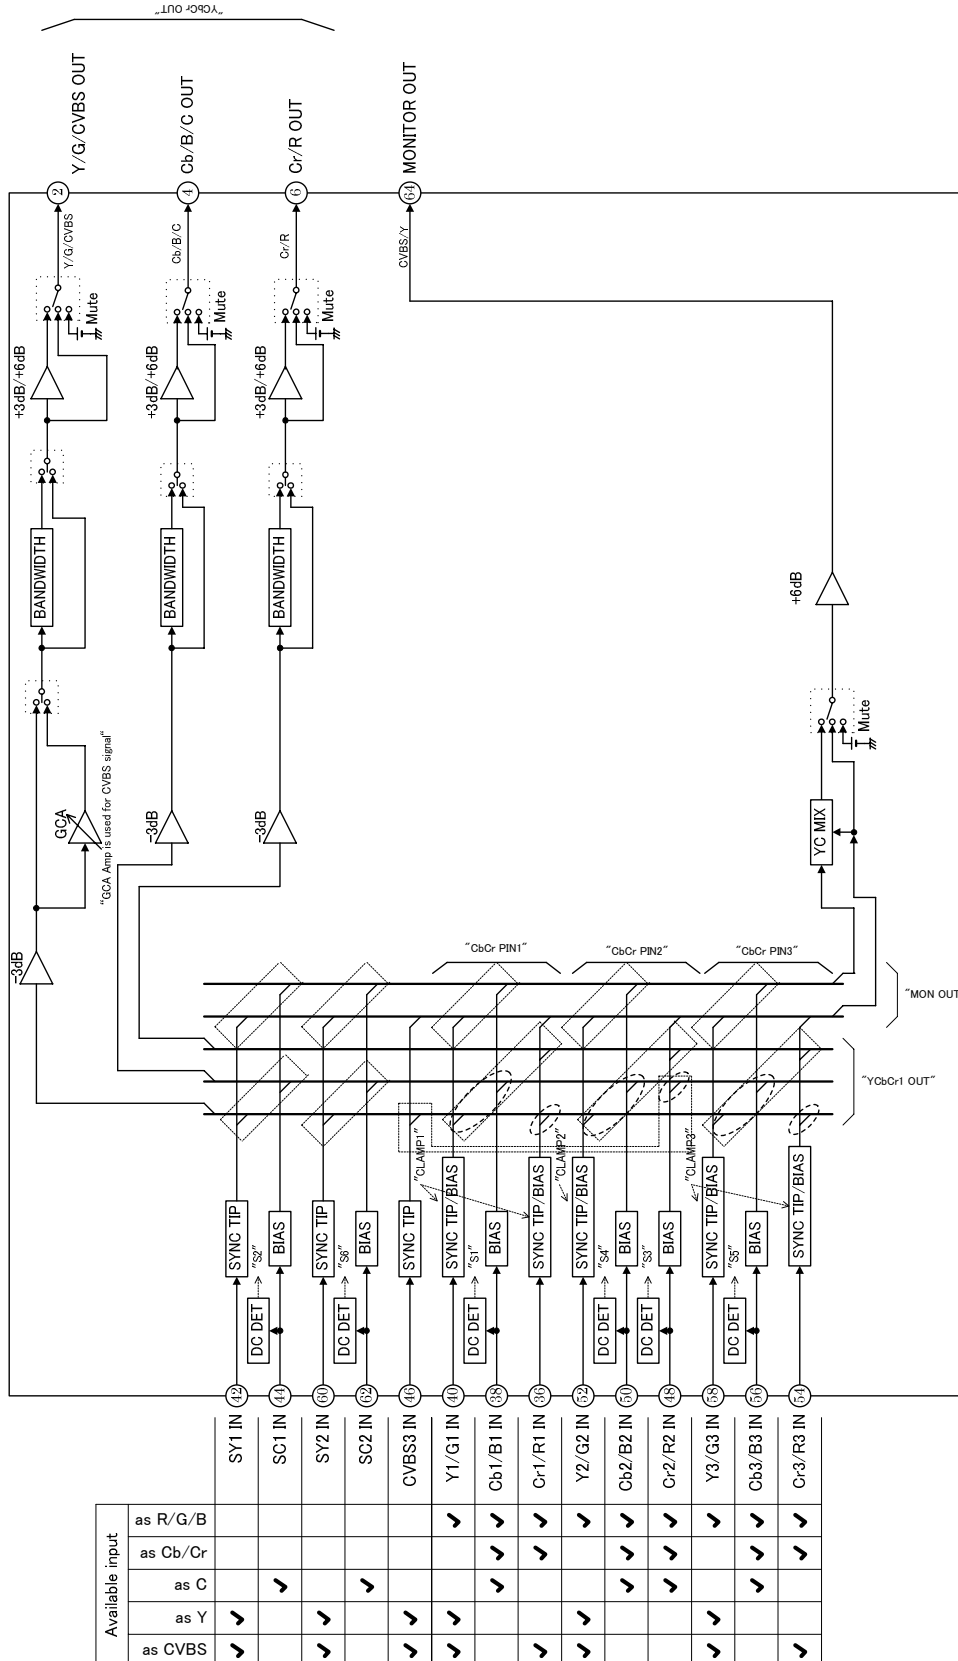 "YCbCr OUT"
Y/G/CVBS OUT
Cb/B/C OUT
Cr/R OUT
MONITOR OUT
2
4
6
64
Y/G/CVBS
Cb/B/C
Cr/R
CVBS/Y
Mute
Mute
Mute
+3dB/+6dB
+3dB/+6dB
+3dB/+6dB
BANDWIDTH
BANDWIDTH
BANDWIDTH
+6dB
Mute
GCA
"GCA Amp is used for CVBS signal"
-3dB
-3dB
YC MIX
-3dB
"CbCr PIN1"
"CbCr PIN2"
"CbCr PIN3"
"MON OUT
"YCbCr1 OUT"
"CLAMP1"
"CLAMP2"
"CLAMP3"
SYNC TIP
"S2"
BIAS
SYNC TIP
"S6"
BIAS
SYNC TIP
SYNC TIP/BIAS
"S1"
BIAS
SYNC TIP/BIAS
SYNC TIP/BIAS
"S4"
BIAS
"S3"
BIAS
SYNC TIP/BIAS
"S5"
BIAS
SYNC TIP/BIAS
DC DET
DC DET
DC DET
DC DET
DC DET
DC DET
42
44
60
62
46
40
38
36
52
50
48
58
56
54
SY1 IN
SC1 IN
SY2 IN
SC2 IN
CVBS3 IN
Y1/G1 IN
Cb1/B1 IN
Cr1/R1 IN
Y2/G2 IN
Cb2/B2 IN
Cr2/R2 IN
Y3/G3 IN
Cb3/B3 IN
Cr3/R3 IN
Available input
as R/G/B
as Cb/Cr
as C
as Y
as CVBS